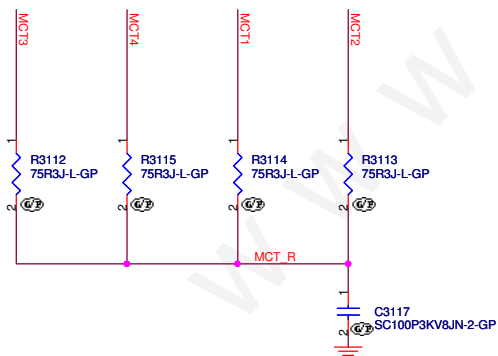 MCT3
MCT4
MCT1
MCT2
1
1
1
1
R3112
75R3J-L-GP
R3115
75R3J-L-GP
R3114
75R3J-L-GP
R3113
75R3J-L-GP
2
G/P
2
G/P
2
G/P
2
G/P
MCT_R
1
C3117
SC100P3KV8JN-2-GP
2
G/P
W W W